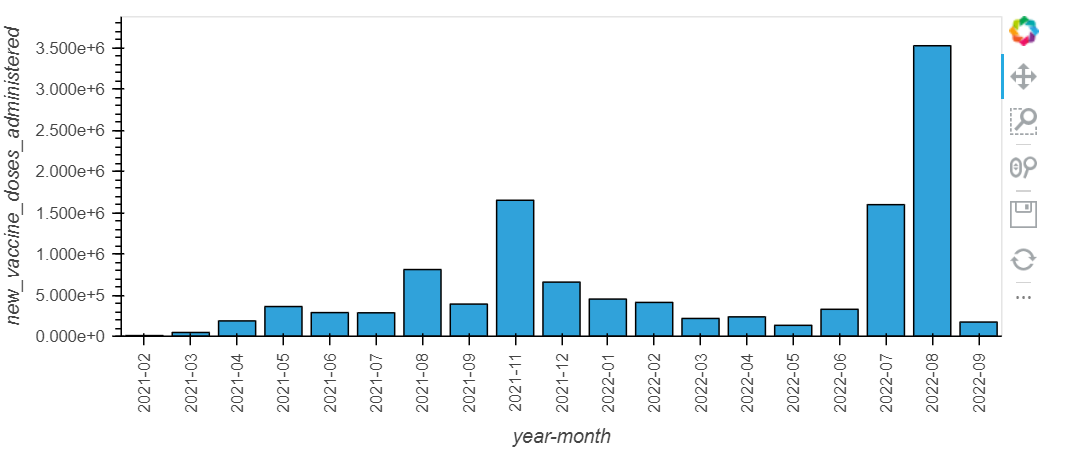 new_vaccine_doses_administered
3.500e+6
3.000e+6
2.500e+6
2.000e+6
1.500e+6
1.000e+6
5.000e+5
0.000e+0
2021-02
2021-03
2021-04
2021-05
2021-06
2021-07
2021-08
2021-09
2021-11
2021-12
2022-01
2022-02
2022-03
2022-04
2022-05
2022-06
2022-07
2022-08
2022-09
year-month